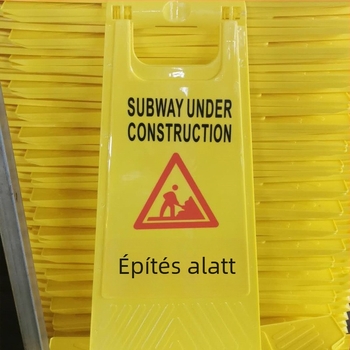 SUBWAY UNDER
CONSTRUCTION
Építés alatt